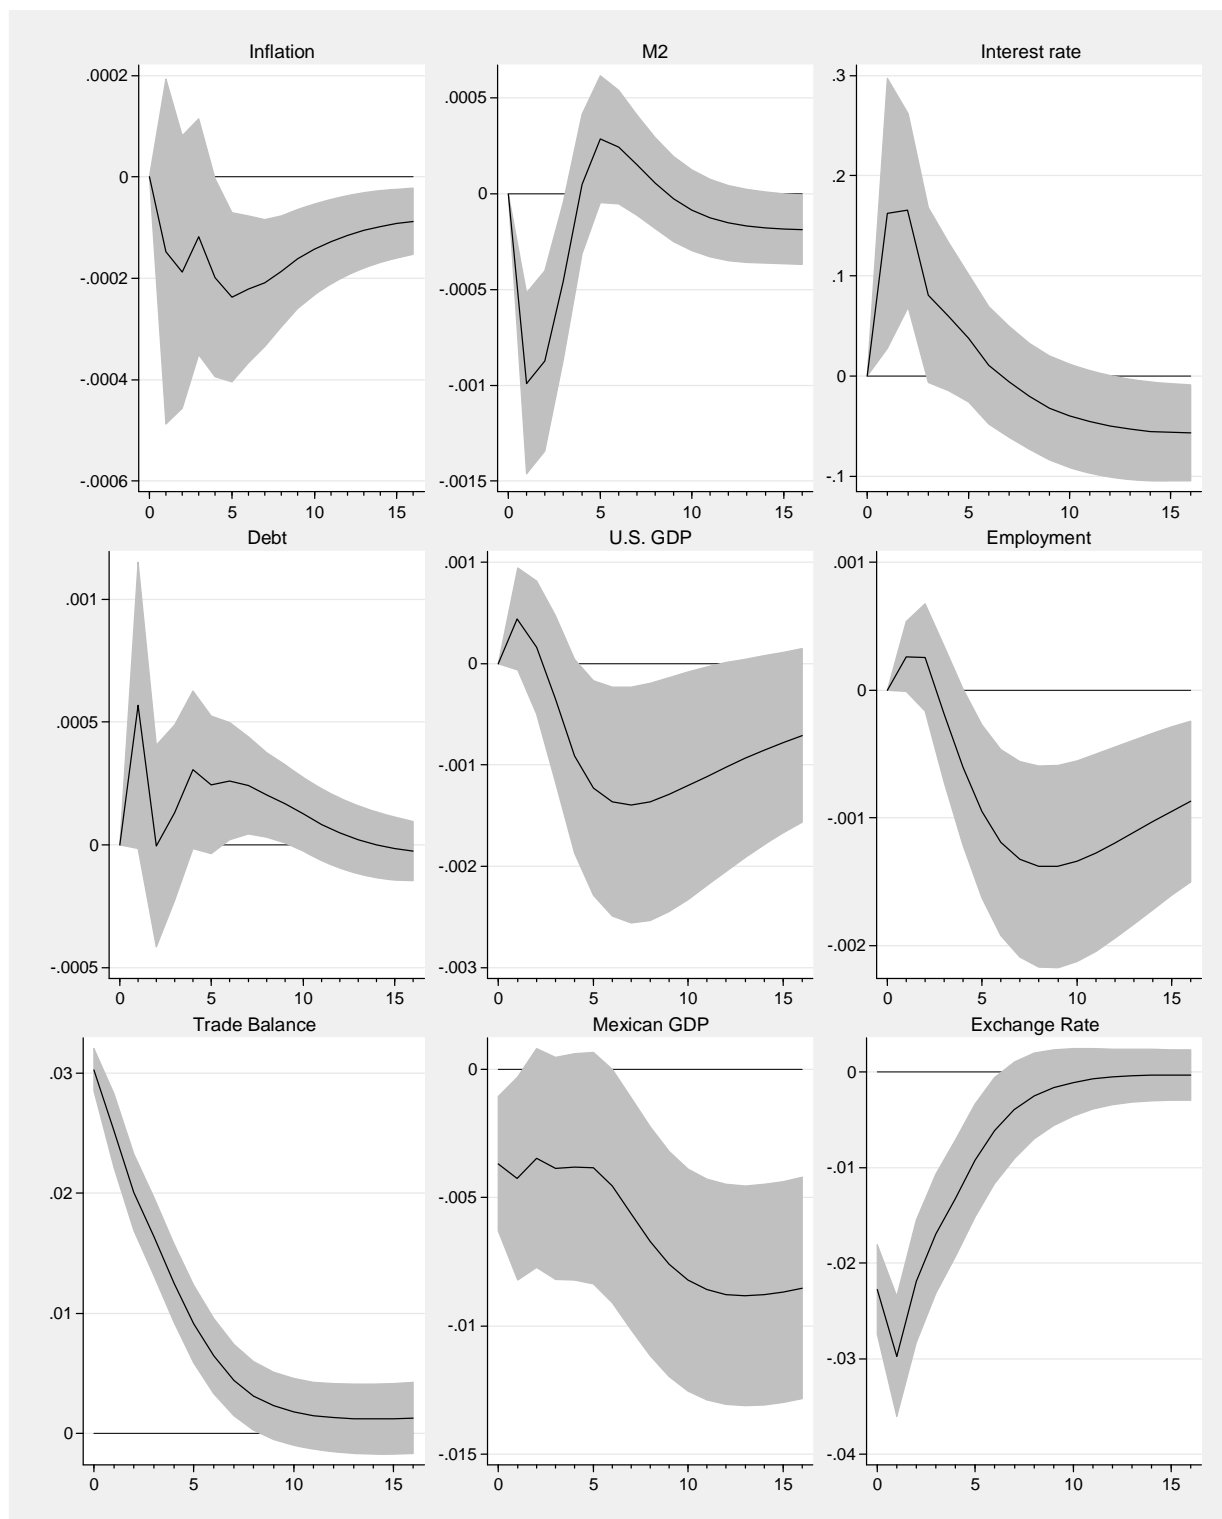 Inflation
M2
Interest rate
.0002
0
-.0002
-.0004
-.0006
0 5 10 15
.0005
0
-.0005
-.001
-.0015
0 5 10 15
.3
.2
.1
0
-.1
0 5 10 15
Debt
U.S. GDP
Employment
.001
.0005
0
-.0005
0 5 10 15
.001
0
-.001
-.002
-.003
0 5 10 15
.001
0
-.001
-.002
0 5 10 15
Trade Balance
Mexican GDP
Exchange Rate
.03
.02
.01
0
0 5 10 15
0
-.005
-.01
-.015
0 5 10 15
0
-.01
-.02
-.03
-.04
0 5 10 15